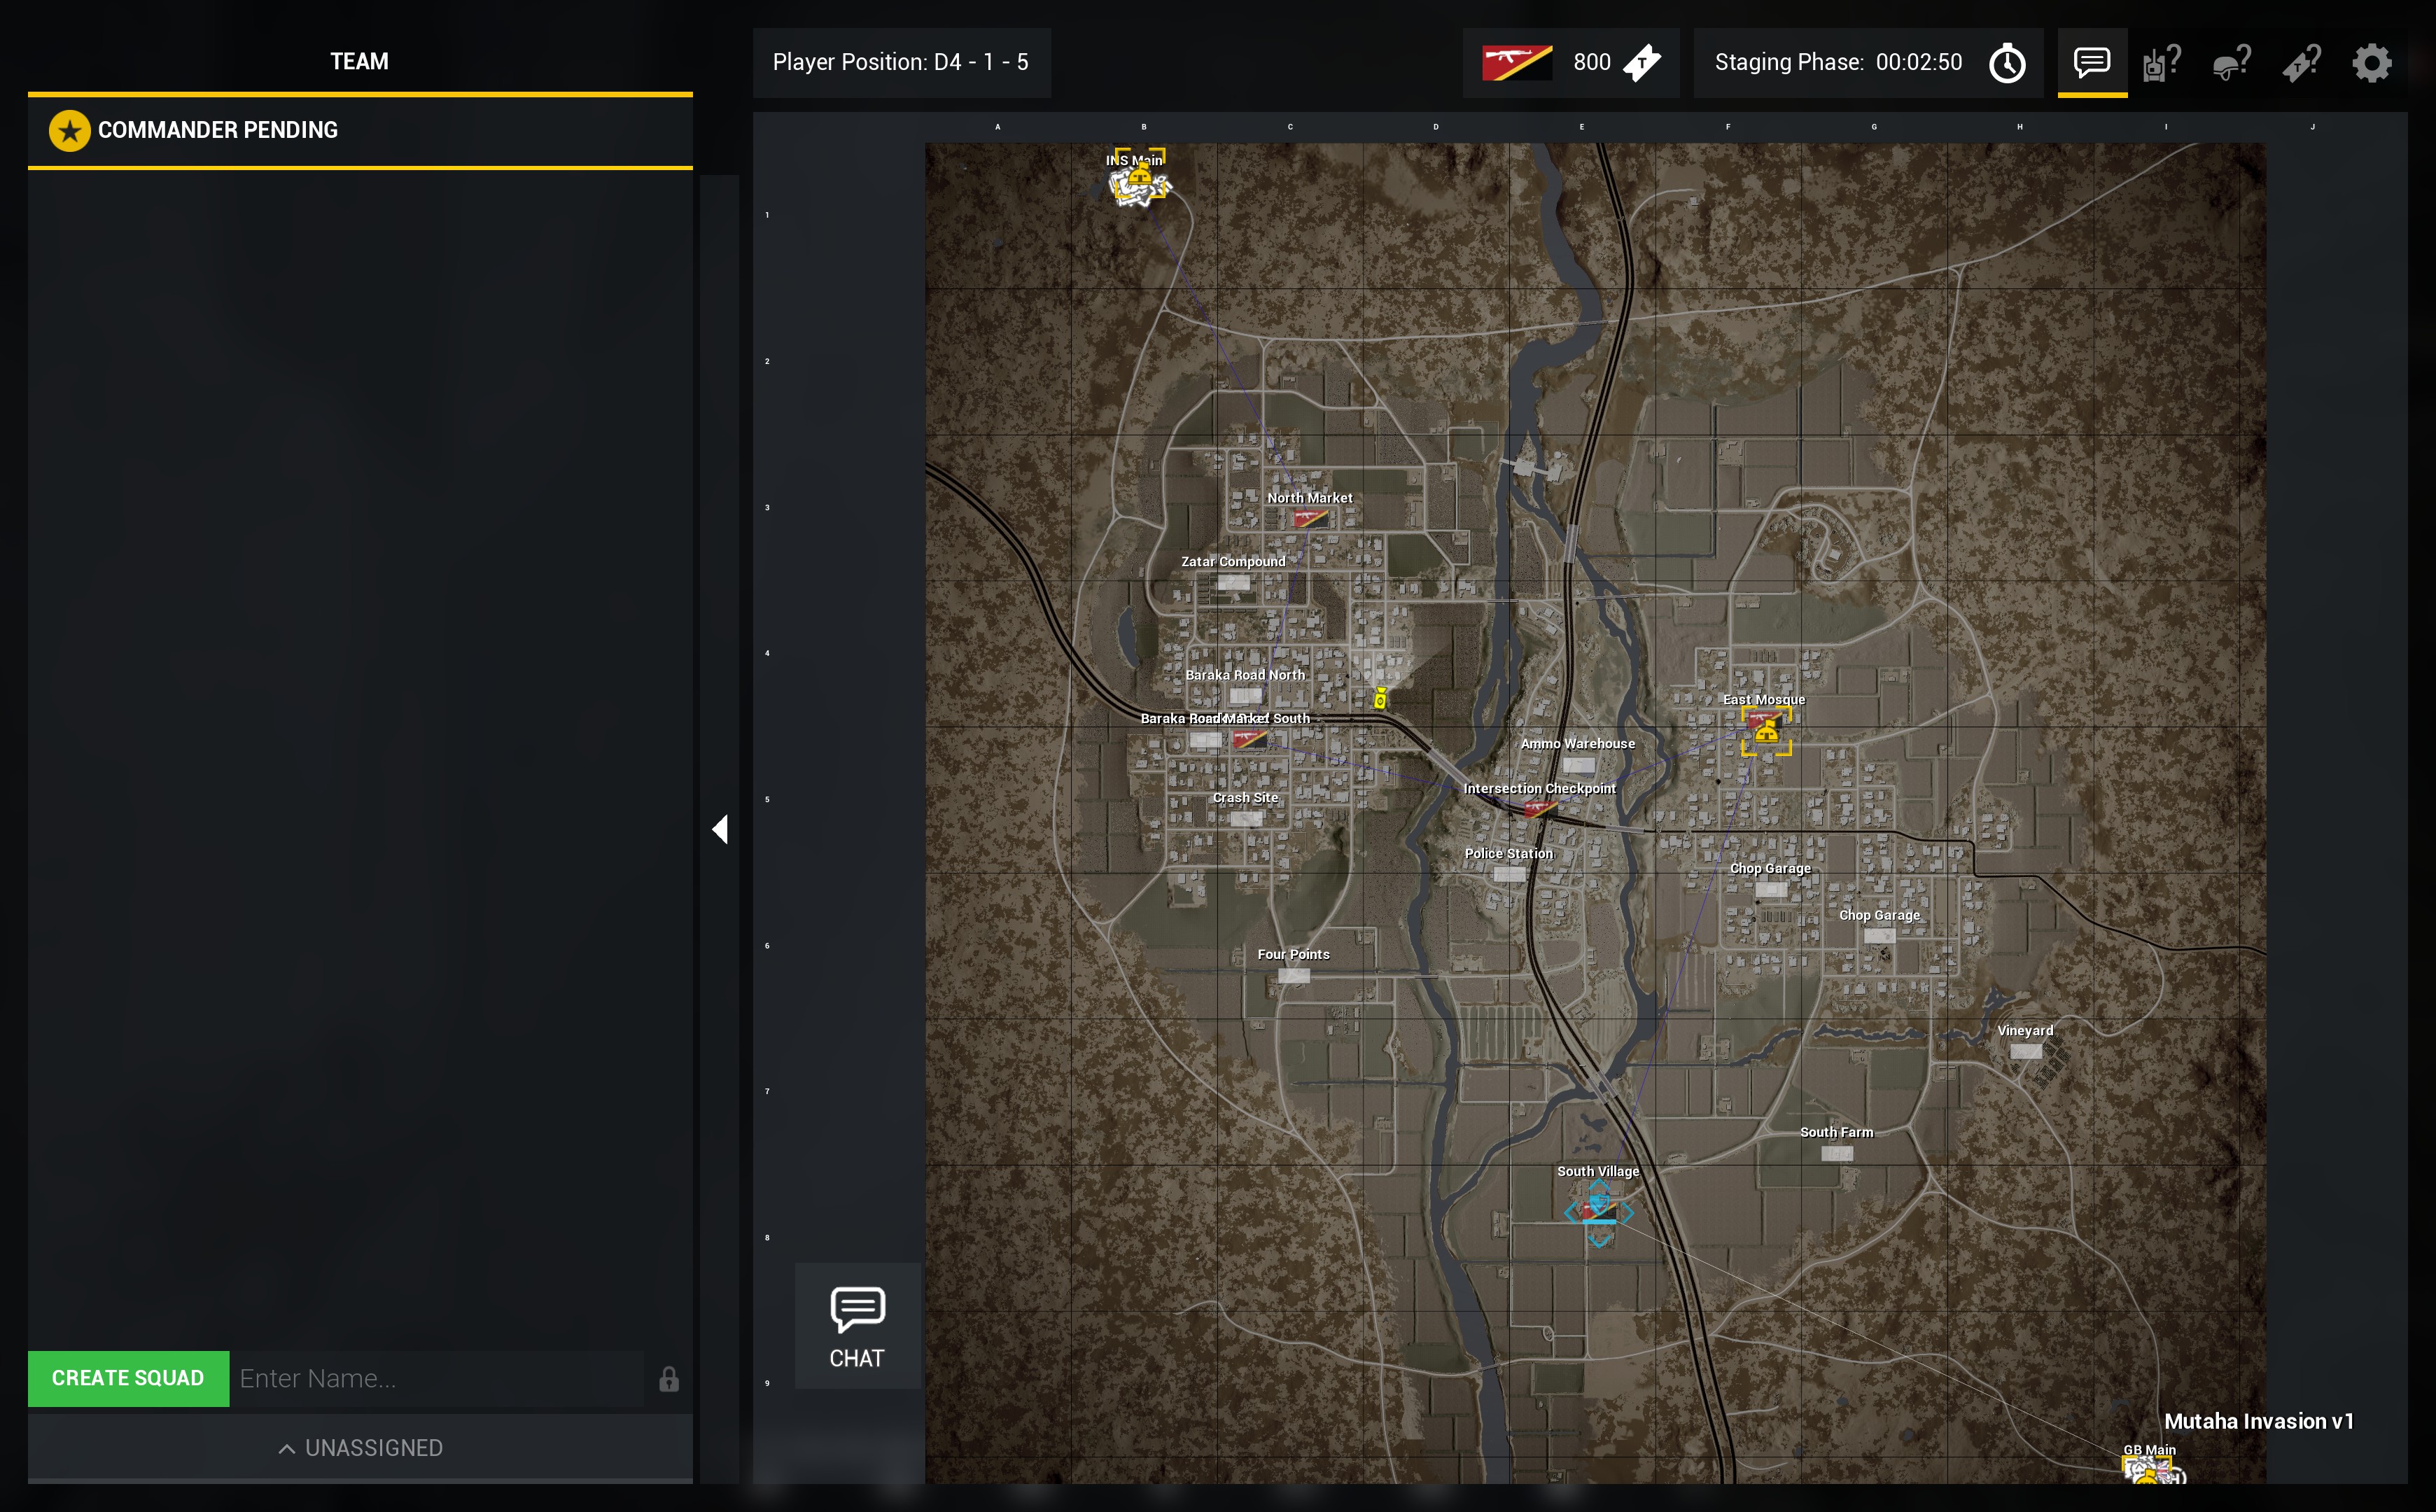 TEAM
COMMANDER PENDING
Player Position: D4 - 1 - 5
800
T
Staging Phase: 00:02:50
? ? ?
A B C D E F G H I J
1
2
3
4
5
6
7
8
9
INS Main
North Market
Zatar Compound
Baraka Road North
Baraka Road South
East Mosque
Ammo Warehouse
Intersection Checkpoint
Crash Site
Police Station
Chop Garage
Chop Garage
Four Points
Vineyard
South Farm
South Village
CHAT
CREATE SQUAD
Enter Name...
UNASSIGNED
Mutaha Invasion v1
GB Main